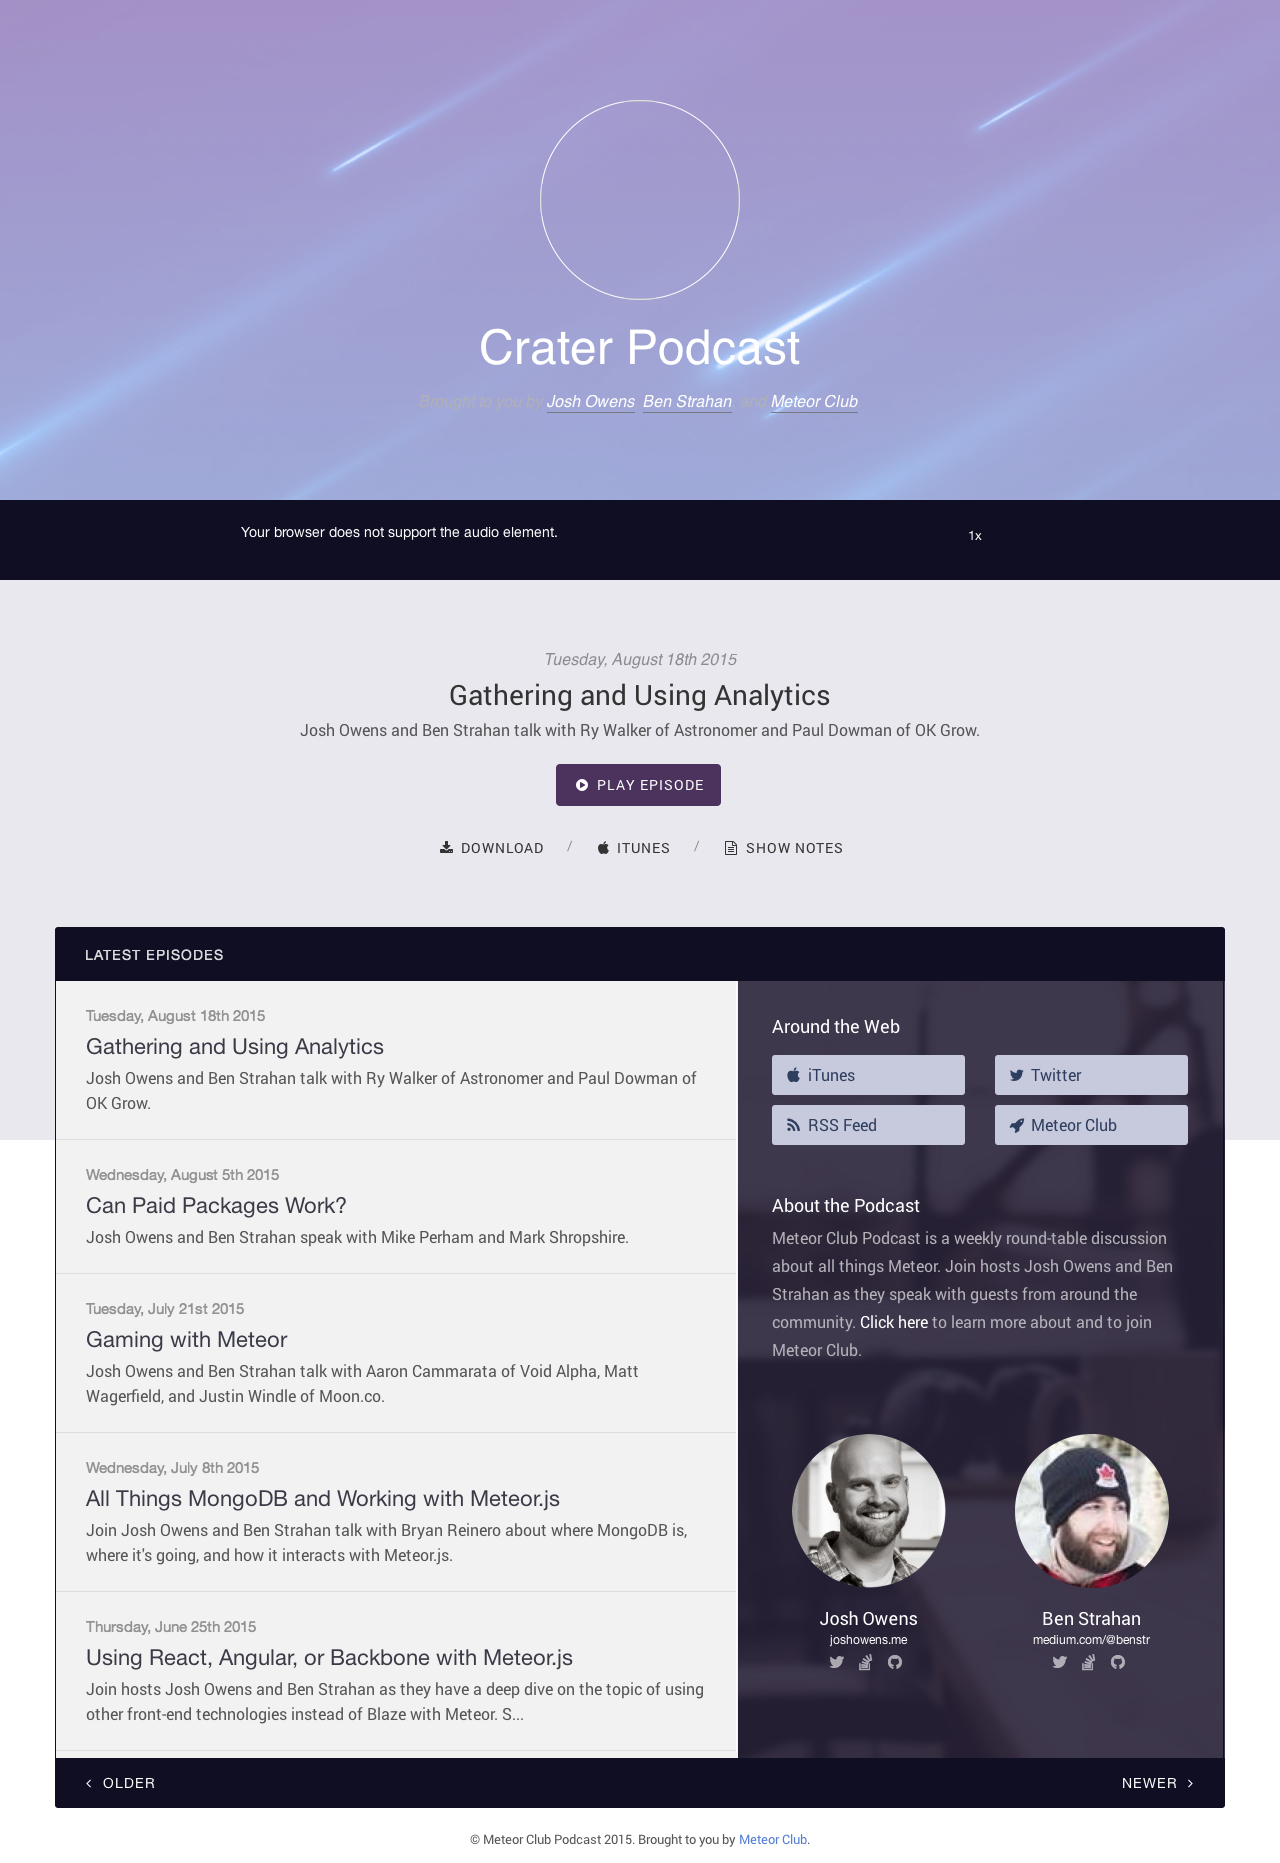 Crater Podcast
Brought to you by Josh Owens, Ben Strahan, and Meteor Club
Your browser does not support the audio element.
1x
Tuesday, August 18th 2015
Gathering and Using Analytics
Josh Owens and Ben Strahan talk with Ry Walker of Astronomer and Paul Dowman of OK Grow.
PLAY EPISODE
DOWNLOAD / ITUNES / SHOW NOTES
LATEST EPISODES
Tuesday, August 18th 2015
Gathering and Using Analytics
Josh Owens and Ben Strahan talk with Ry Walker of Astronomer and Paul Dowman of
OK Grow.
Wednesday, August 5th 2015
Can Paid Packages Work?
Josh Owens and Ben Strahan speak with Mike Perham and Mark Shropshire.
Tuesday, July 21st 2015
Gaming with Meteor
Josh Owens and Ben Strahan talk with Aaron Cammarata of Void Alpha, Matt
Wagerfield, and Justin Windle of Moon.co.
Wednesday, July 8th 2015
All Things MongoDB and Working with Meteor.js
Join Josh Owens and Ben Strahan talk with Bryan Reinero about where MongoDB is,
where it's going, and how it interacts with Meteor.js.
Thursday, June 25th 2015
Using React, Angular, or Backbone with Meteor.js
Join hosts Josh Owens and Ben Strahan as they have a deep dive on the topic of using
other front-end technologies instead of Blaze with Meteor. S...
Around the Web
iTunes
Twitter
RSS Feed
Meteor Club
About the Podcast
Meteor Club Podcast is a weekly round-table discussion
about all things Meteor. Join hosts Josh Owens and Ben
Strahan as they speak with guests from around the
community. Click here to learn more about and to join
Meteor Club.
Josh Owens
joshowens.me
Ben Strahan
medium.com/@benstr
OLDER
NEWER
© Meteor Club Podcast 2015. Brought to you by Meteor Club.